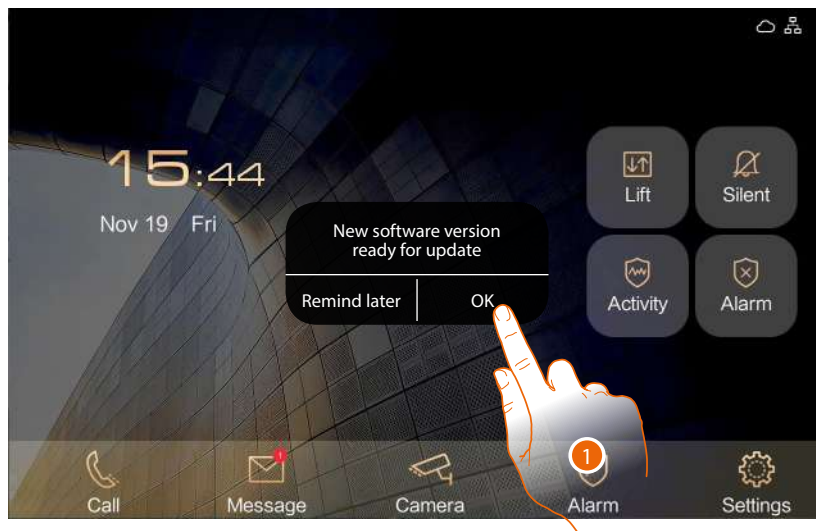 15:44
Nov 19 Fri
New software version
ready for update
Remind later OK
Lift Silent
Activity Alarm
1
Call Message Camera Alarm Settings